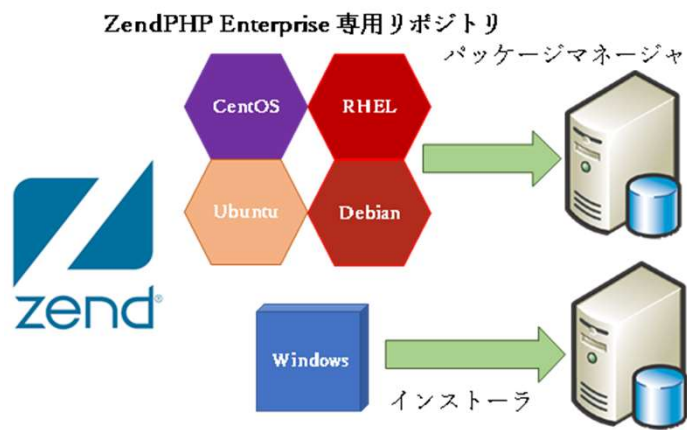 ZendPHP Enterprise 専用リポジトリ
パッケージマネージャ
CentOS
RHEL
Ubuntu
Debian
zend®
Windows
インストーラ